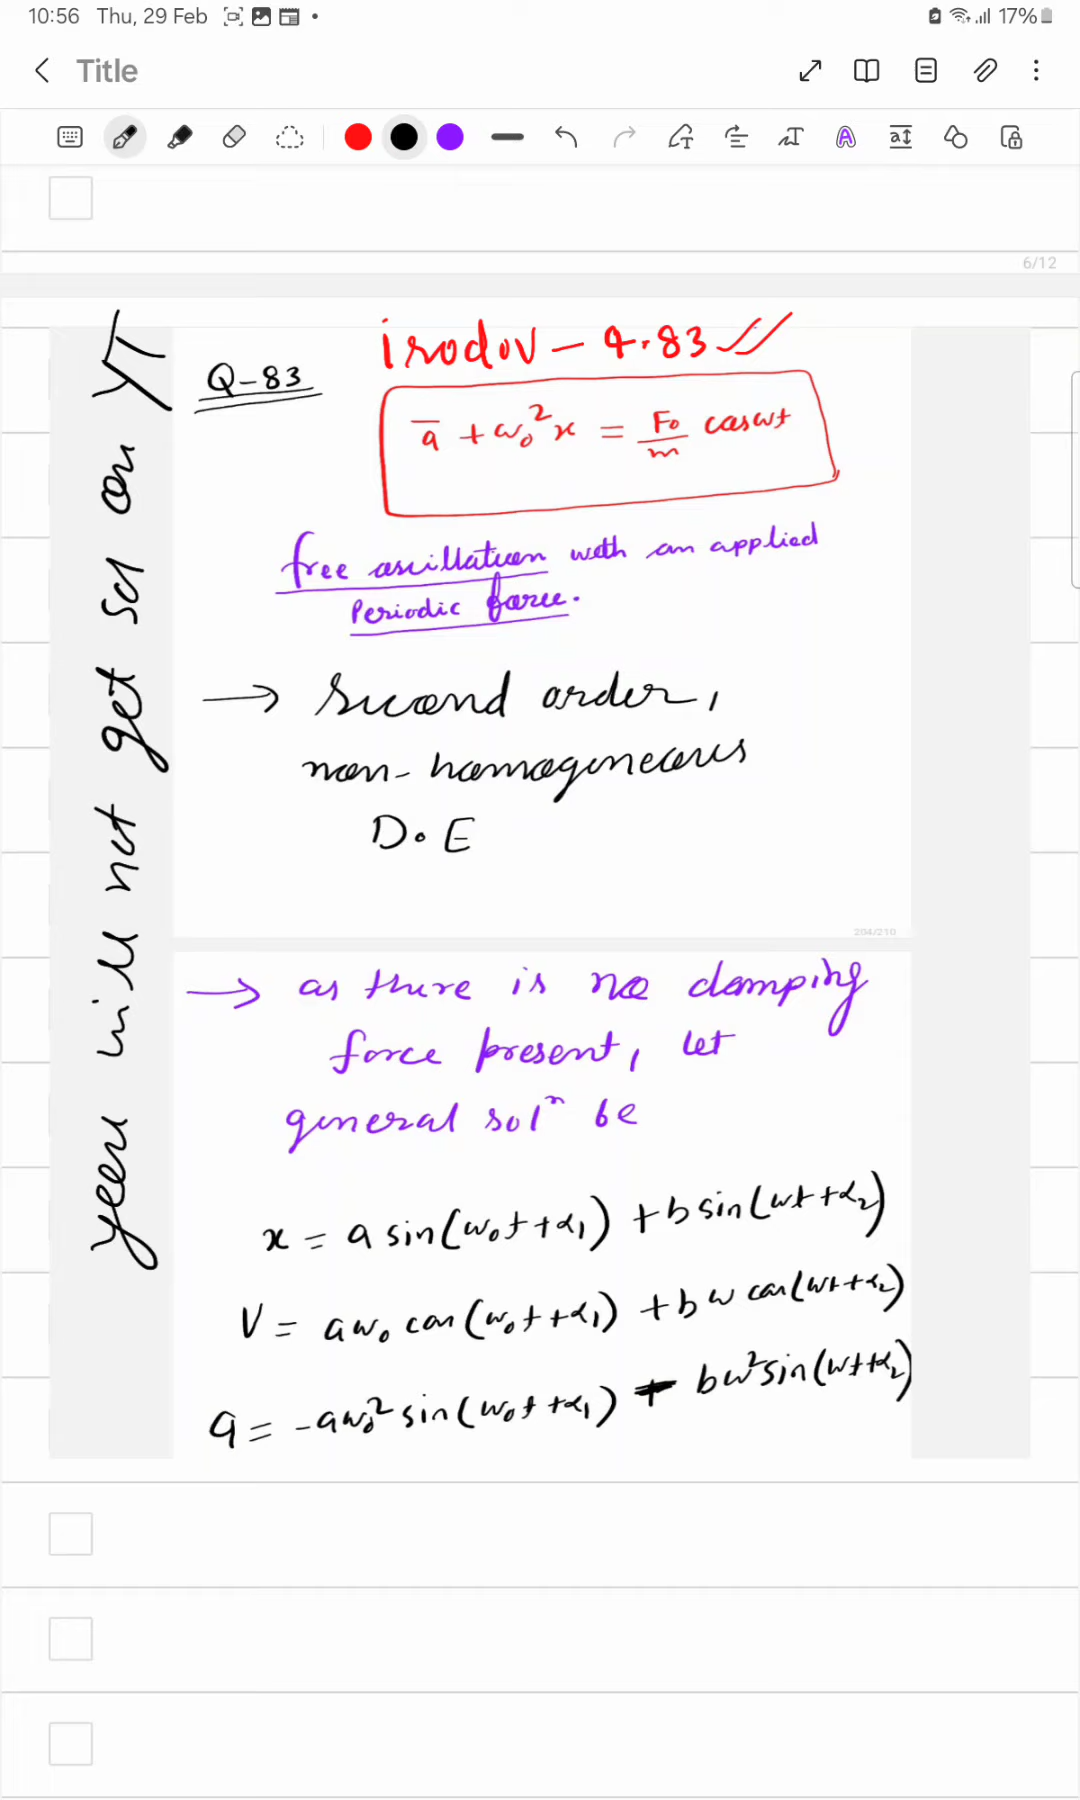 10:56 Thu, 29 Feb
17%
Title
6/12
you will not get sol on YT
irodov - 4.83
Q-83
a + ω₀²x = F₀/m cosωt
free oscillation with an applied
Periodic force.
→ Second order,
non-homogeneous
D.E
204/210
→ as there is no damping
force present, let
general solⁿ be
x = a sin(ω₀t+α₁) + b sin(ωt+α₂)
V = aω₀ cos(ω₀t+α₁) + bω cos(ωt+α₂)
a = -aω₀² sin(ω₀t+α₁) - bω² sin(ωt+α₂)